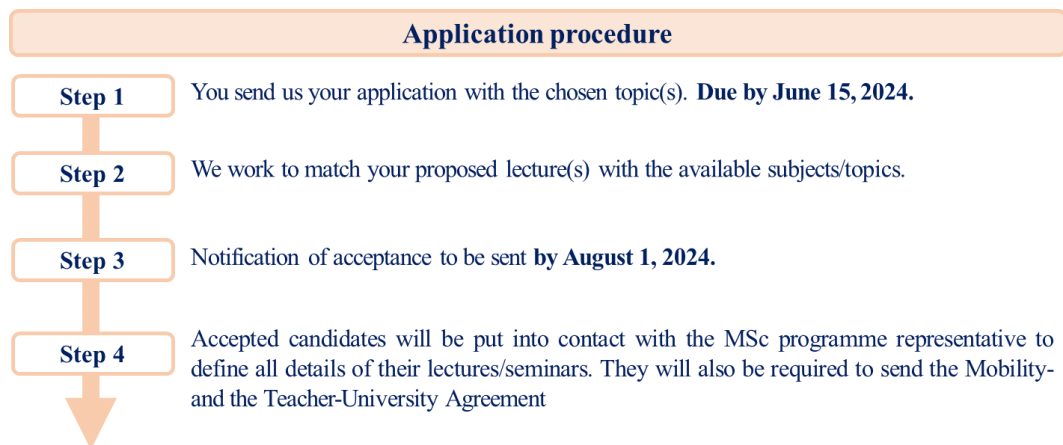 Application procedure
Step 1
You send us your application with the chosen topic(s). Due by June 15, 2024.
Step 2
We work to match your proposed lecture(s) with the available subjects/topics.
Step 3
Notification of acceptance to be sent by August 1, 2024.
Step 4
Accepted candidates will be put into contact with the MSc programme representative to
define all details of their lectures/seminars. They will also be required to send the Mobility-
and the Teacher-University Agreement